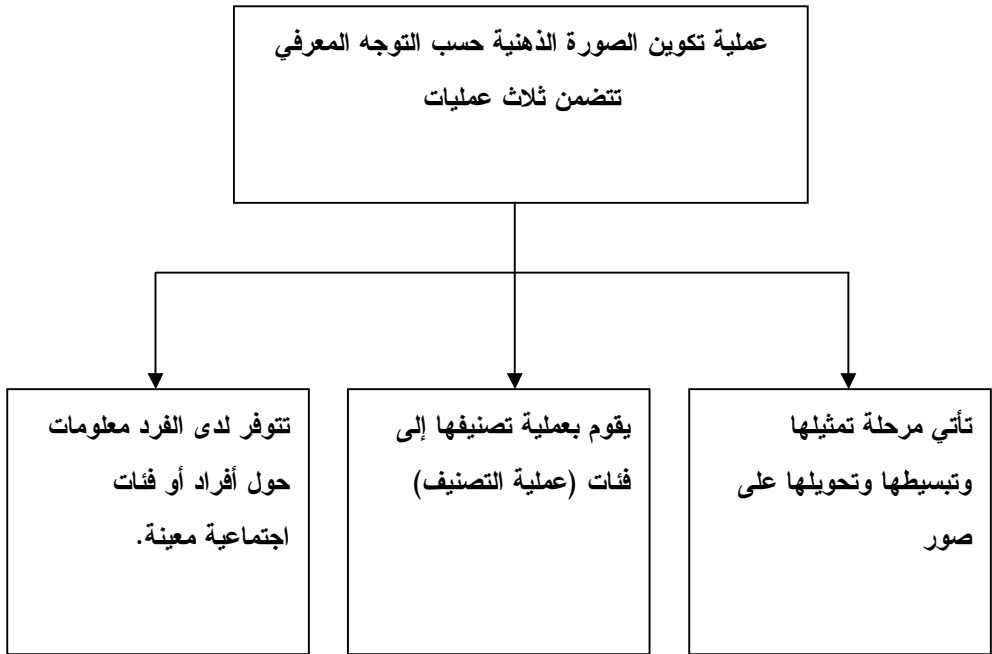 عملية تكوين الصورة الذهنية حسب التوجه المعرفي
تتضمن ثلاث عمليات
تأتي مرحلة تمثيلها
وتبسيطها وتحويلها على
صور
يقوم بعملية تصنيفها إلى
فئات (عملية التصنيف)
تتوفر لدى الفرد معلومات
حول أفراد أو فئات
اجتماعية معينة.